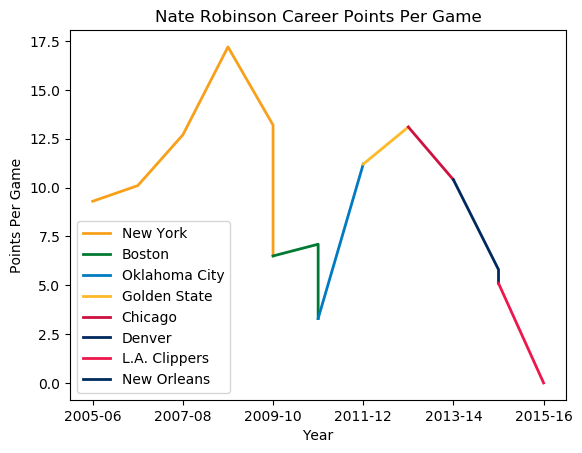 Nate Robinson Career Points Per Game
Points Per Game
17.5
15.0
12.5
10.0
7.5
5.0
2.5
0.0
New York
Boston
Oklahoma City
Golden State
Chicago
Denver
L.A. Clippers
New Orleans
2005-06 2007-08 2009-10 2011-12 2013-14 2015-16
Year